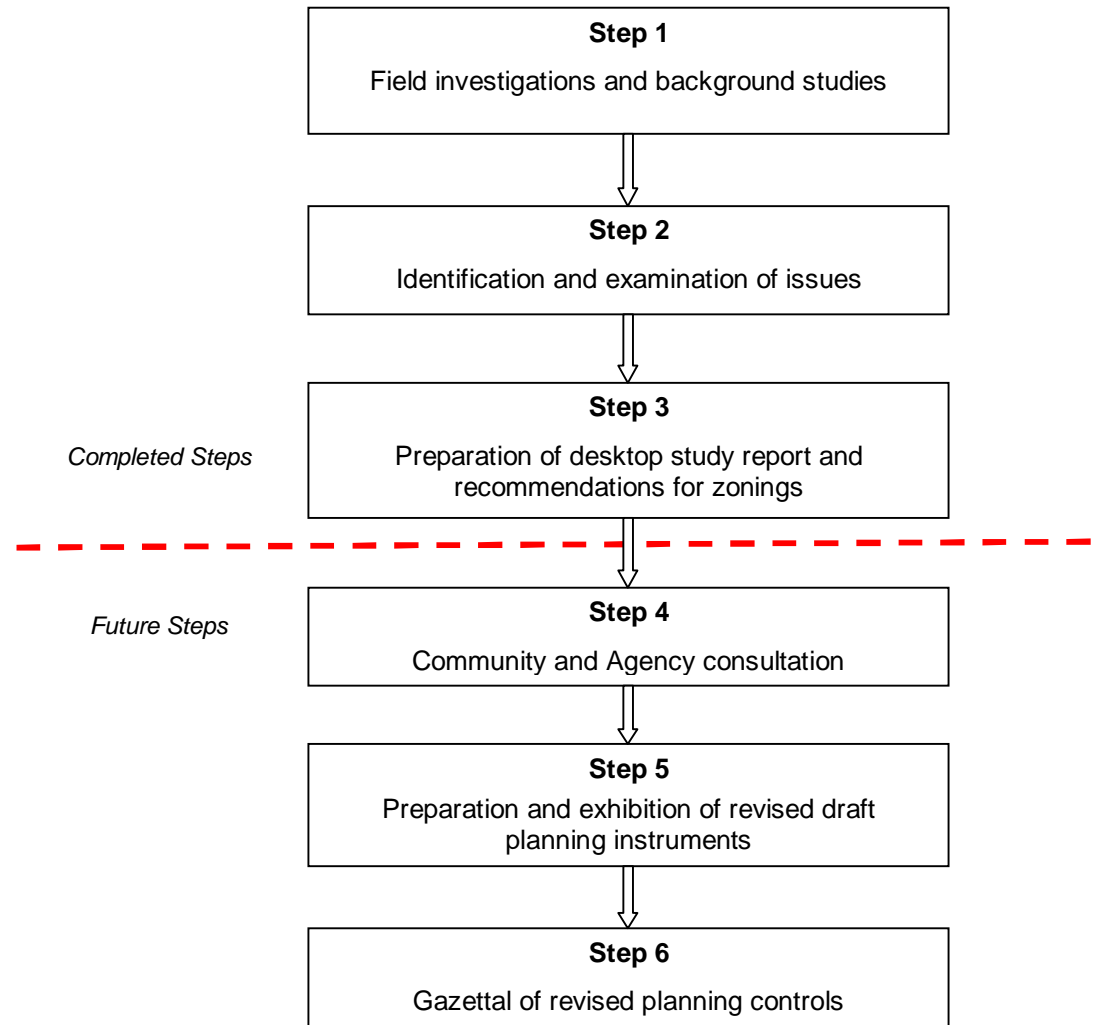 Step 1
Field investigations and background studies
Step 2
Identification and examination of issues
Step 3
Completed Steps
Preparation of desktop study report and
recommendations for zonings
Future Steps
Step 4
Community and Agency consultation
Step 5
Preparation and exhibition of revised draft
planning instruments
Step 6
Gazettal of revised planning controls